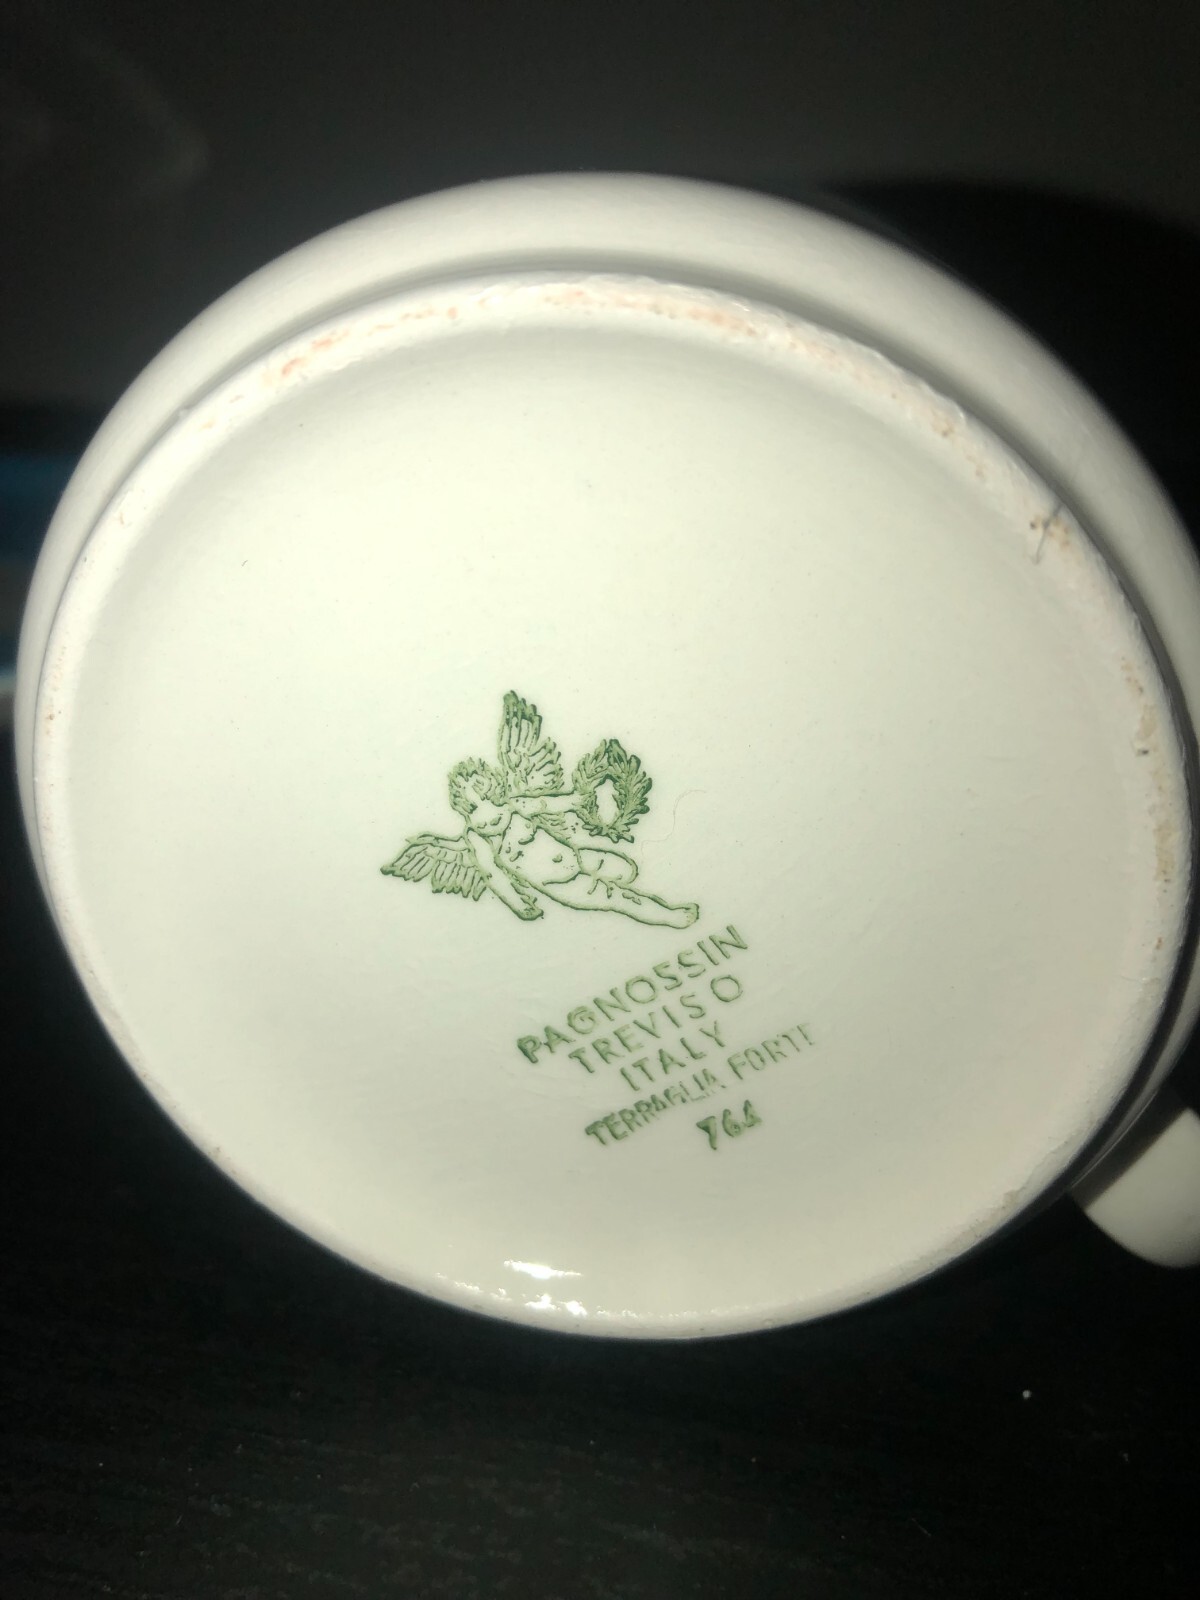 PAGNOSSIN
TREVISO
ITALY
TERRAGLIA FORTE
764